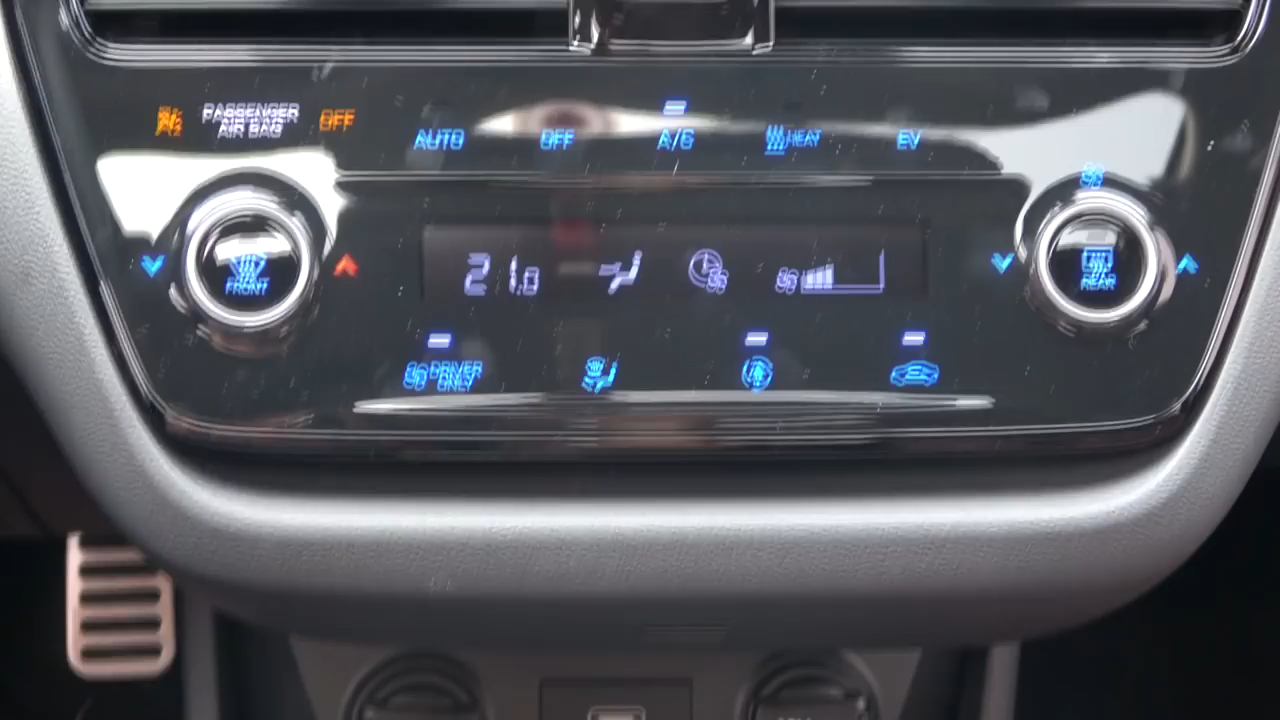 PASSENGER
AIR BAG
OFF
AUTO
OFF
A/C
HEAT
EV
FRONT
21.0
REAR
DRIVER
ONLY